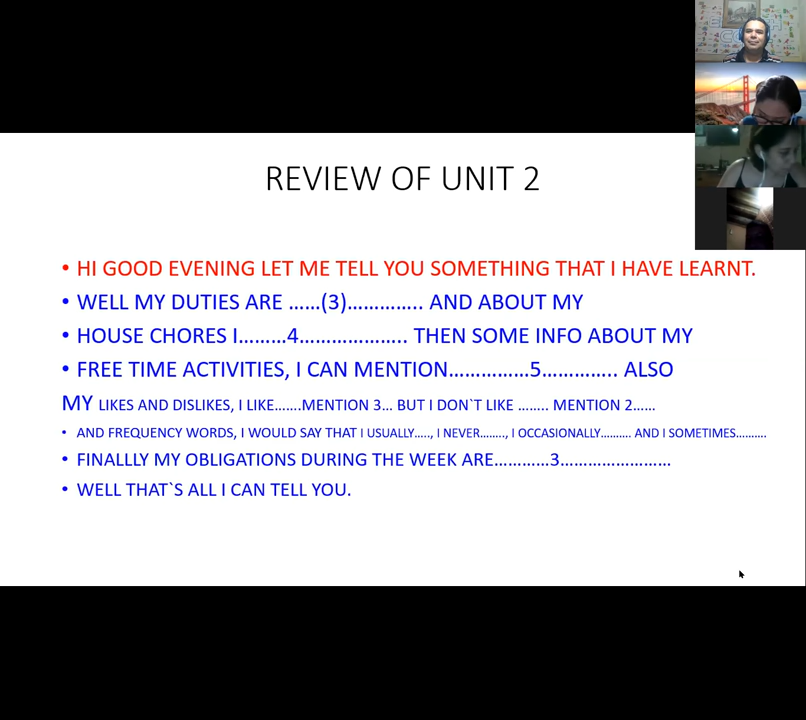 REVIEW OF UNIT 2
• HI GOOD EVENING LET ME TELL YOU SOMETHING THAT I HAVE LEARNT.
• WELL MY DUTIES ARE ……(3)………….. AND ABOUT MY
• HOUSE CHORES I………4……………….. THEN SOME INFO ABOUT MY
• FREE TIME ACTIVITIES, I CAN MENTION……………5………….. ALSO
MY LIKES AND DISLIKES, I LIKE…….MENTION 3… BUT I DON`T LIKE …….. MENTION 2……
• AND FREQUENCY WORDS, I WOULD SAY THAT I USUALLY….., I NEVER…….., I OCCASIONALLY………. AND I SOMETIMES……….
• FINALLLY MY OBLIGATIONS DURING THE WEEK ARE…………3……………………
• WELL THAT`S ALL I CAN TELL YOU.